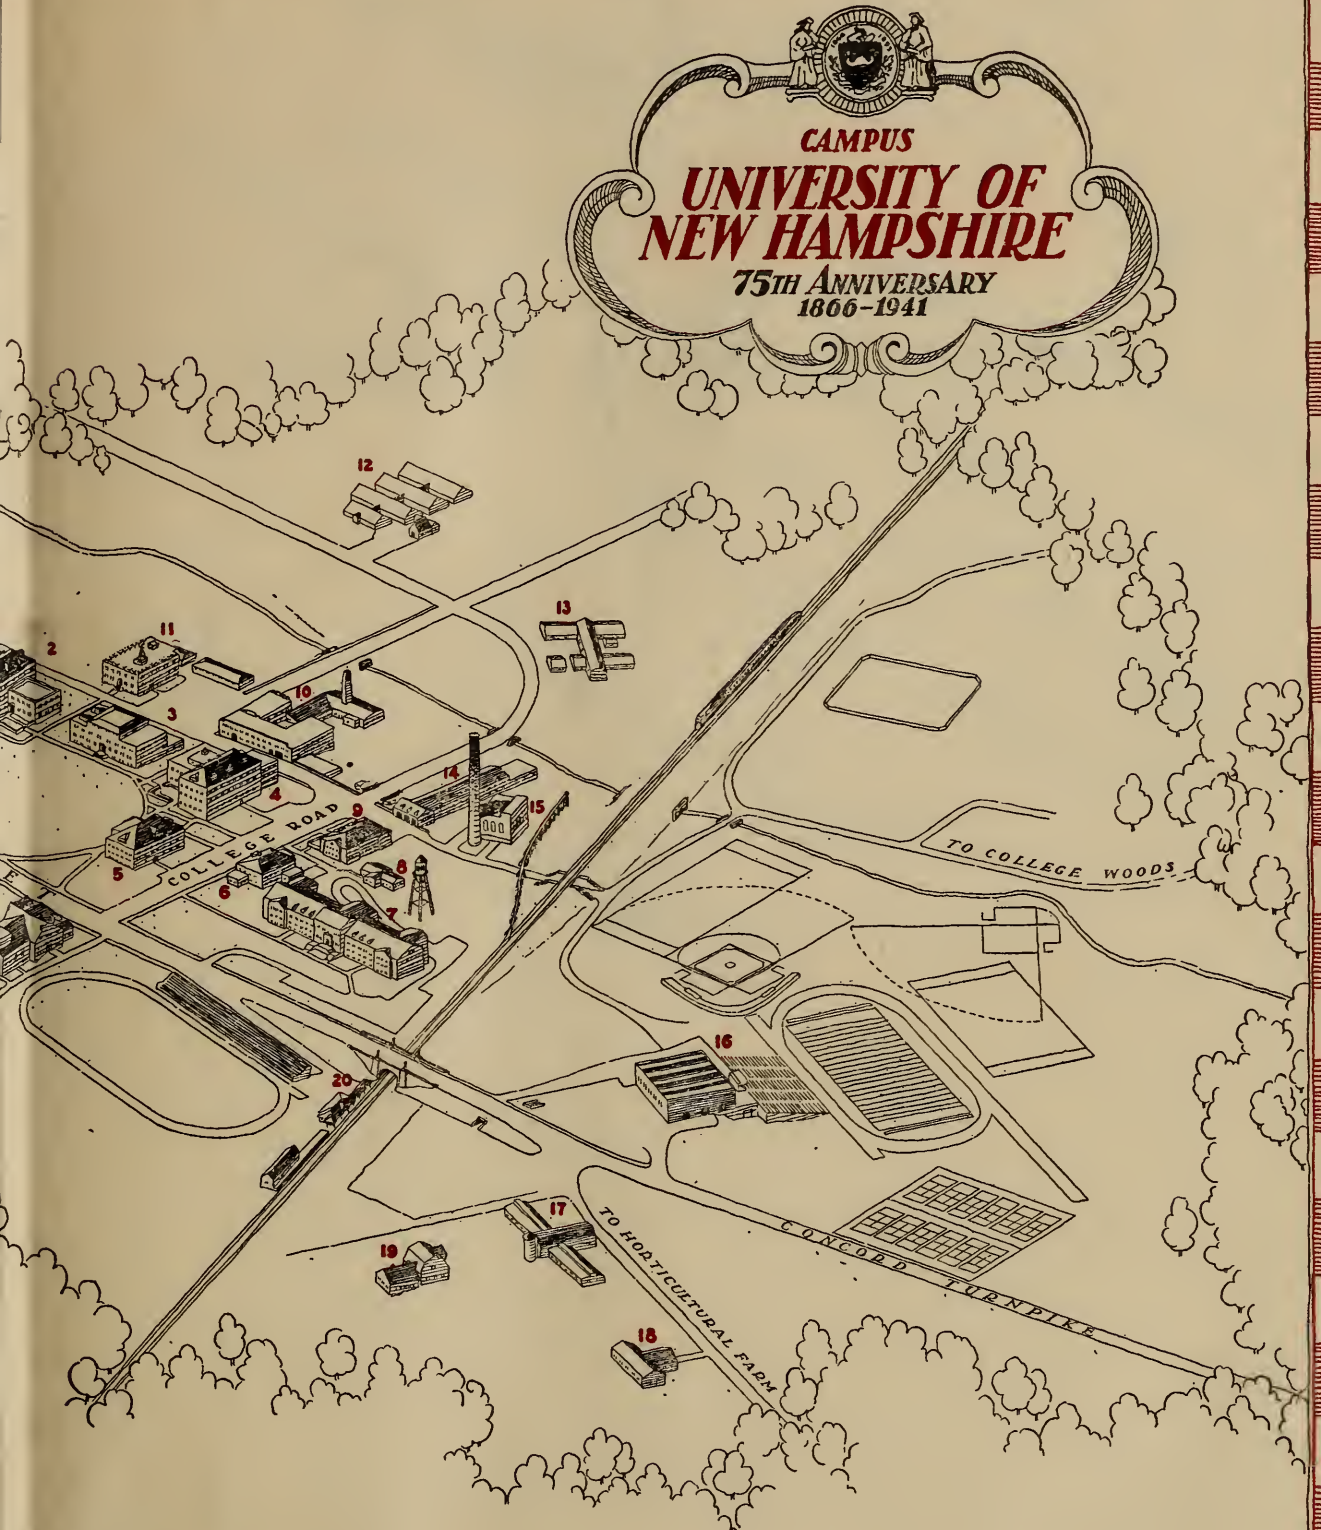 CAMPUS
UNIVERSITY OF
NEW HAMPSHIRE
75TH ANNIVERSARY
1866-1941
12
13
11
2
10
3
14
4
9
15
TO COLLEGE WOODS
COLLEGE ROAD
5
8
E
6
7
16
20
17
TO HORTICULTURAL FARM
CONCORD TURNPIKE
19
18